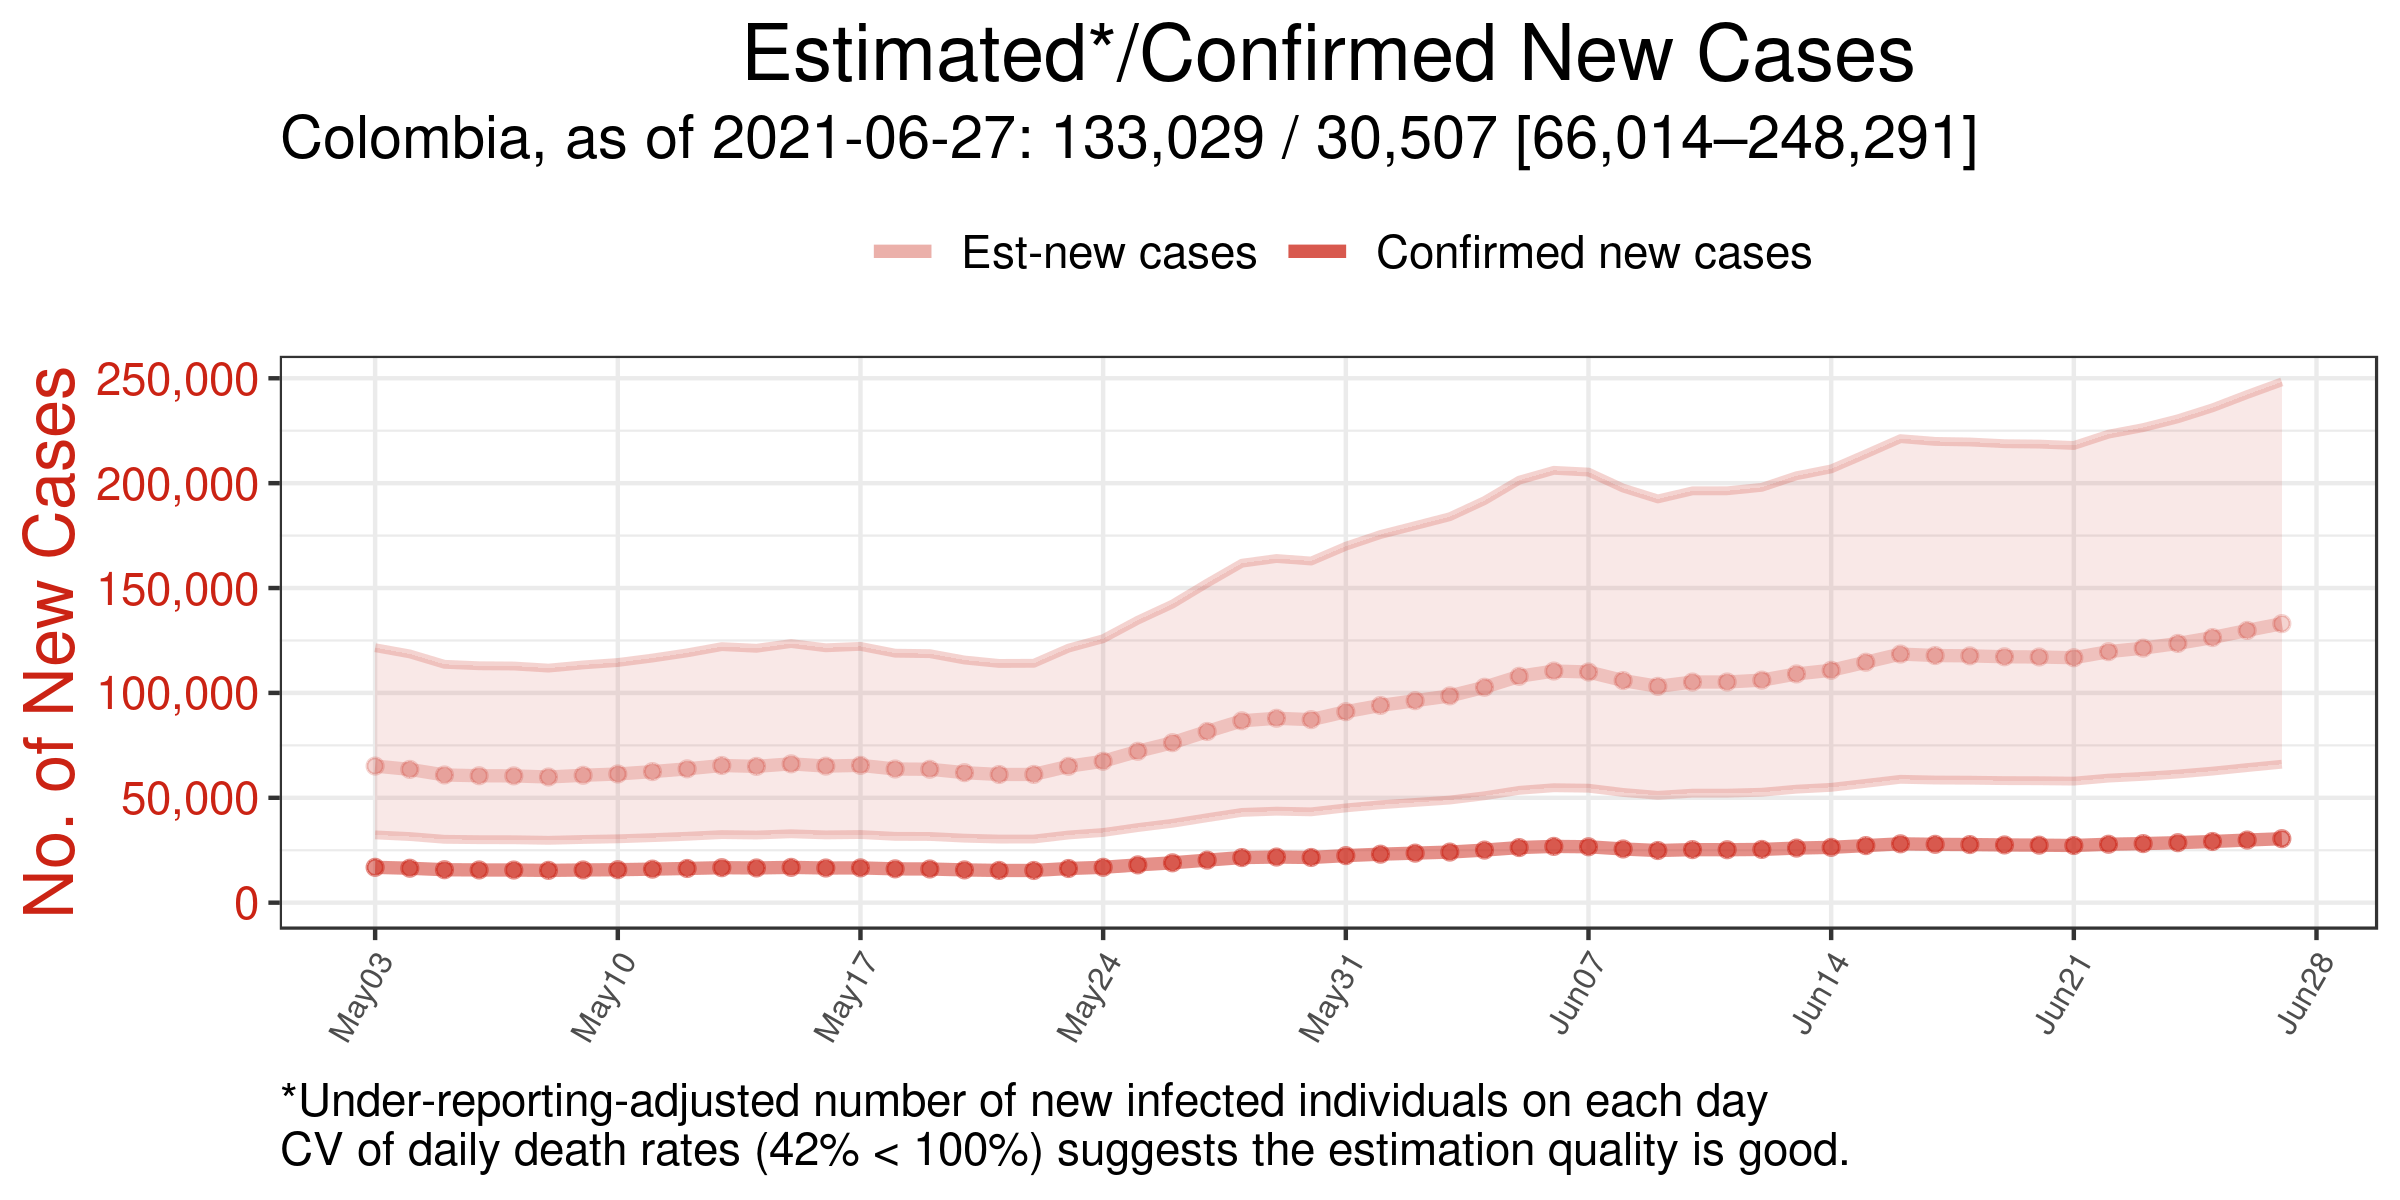 Estimated*/Confirmed New Cases
Colombia, as of 2021-06-27: 133,029 / 30,507 [66,014–248,291]
Est-new cases Confirmed new cases
No. of New Cases
250,000
200,000
150,000
100,000
50,000
0
May03 May10 May17 May24 May31 Jun07 Jun14 Jun21 Jun28
*Under-reporting-adjusted number of new infected individuals on each day
CV of daily death rates (42% < 100%) suggests the estimation quality is good.